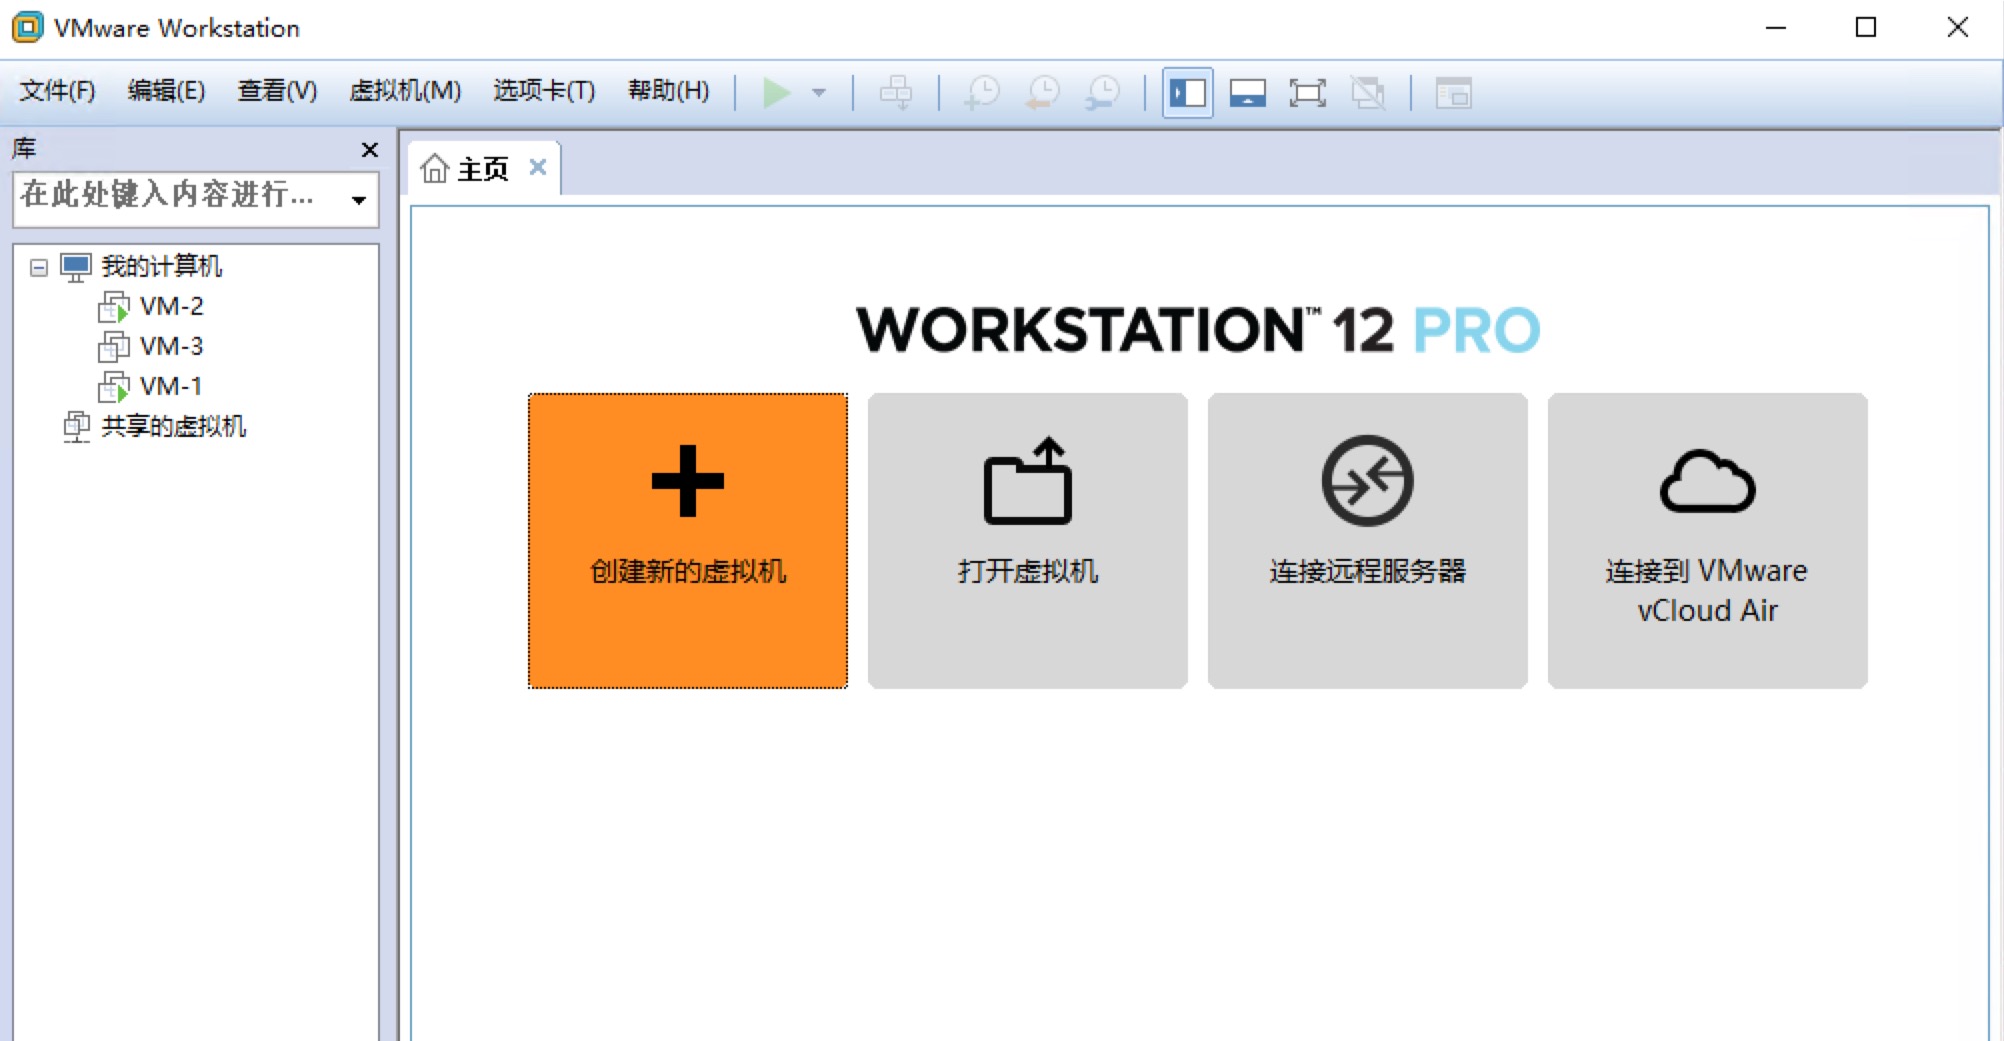 VMware Workstation
文件(F) 编辑(E) 查看(V) 虚拟机(M) 选项卡(T) 帮助(H)
库
在此处键入内容进行...
我的计算机
VM-2
VM-3
VM-1
共享的虚拟机
主页
WORKSTATION™ 12 PRO
创建新的虚拟机
打开虚拟机
连接远程服务器
连接到 VMware
vCloud Air